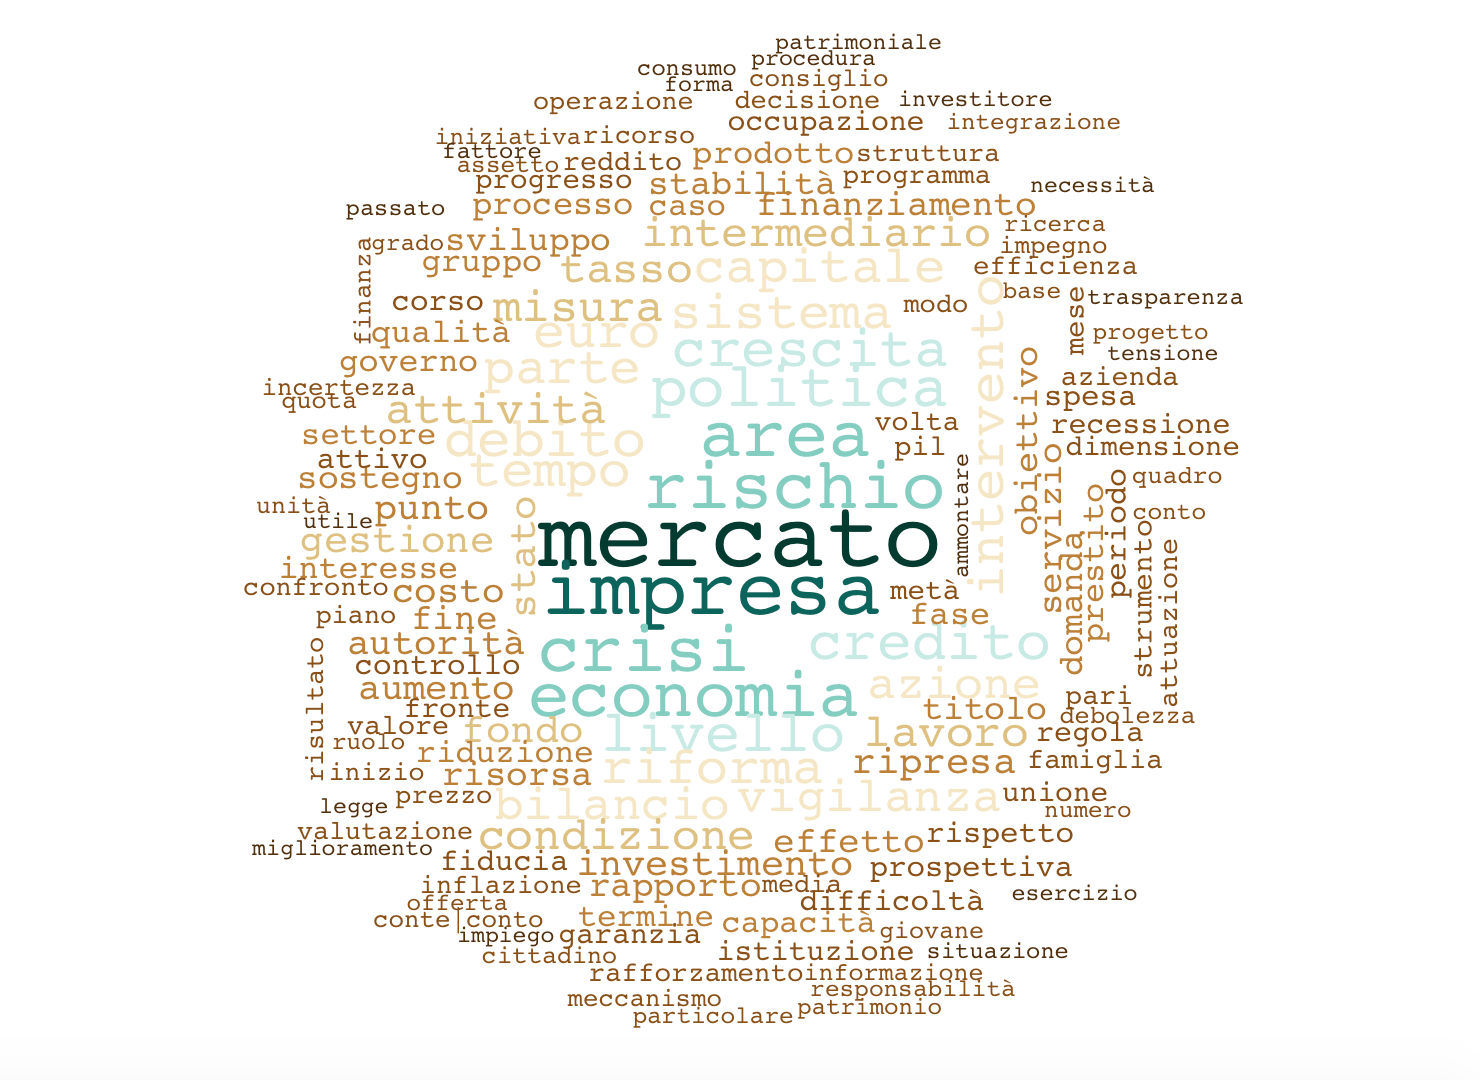 patrimoniale
procedura
consumo
forma consiglio
operazione decisione investitore
occupazione integrazione
iniziativa ricorso
fattore prodotto struttura
assetto reddito
progresso stabilità programma necessità
passato processo caso finanziamento
ricerca
grado sviluppo intermediario impegno
finanza
gruppo tasso capitale efficienza
base
corso misura sistema modo mese trasparenza
intervento
qualità euro progetto
crescita tensione
governo parte
azienda
incertezza politica obiettivo spesa
quota attività
volta recessione
settore debito area pil dimensione
attivo
sostegno tempo rischio quadro
ammontare servizio prestito periodo
unità punto conto
utile stato
gestione mercato
interesse domanda strumento attuazione
confronto costo impresa metà
piano fine fase
autorità crisi credito
controllo
risultato
aumento economia azione pari
fronte titolo debolezza
valore fondo livello lavoro regola
ruolo riduzione
inizio risorsa riforma ripresa famiglia
prezzo bilancio vigilanza unione
legge numero
valutazione condizione effetto rispetto
miglioramento
fiducia investimento prospettiva
inflazione rapporto media
offerta difficoltà esercizio
conte|conto termine capacità
impiego garanzia giovane
cittadino istituzione situazione
rafforzamento informazione
responsabilità
meccanismo patrimonio
particolare